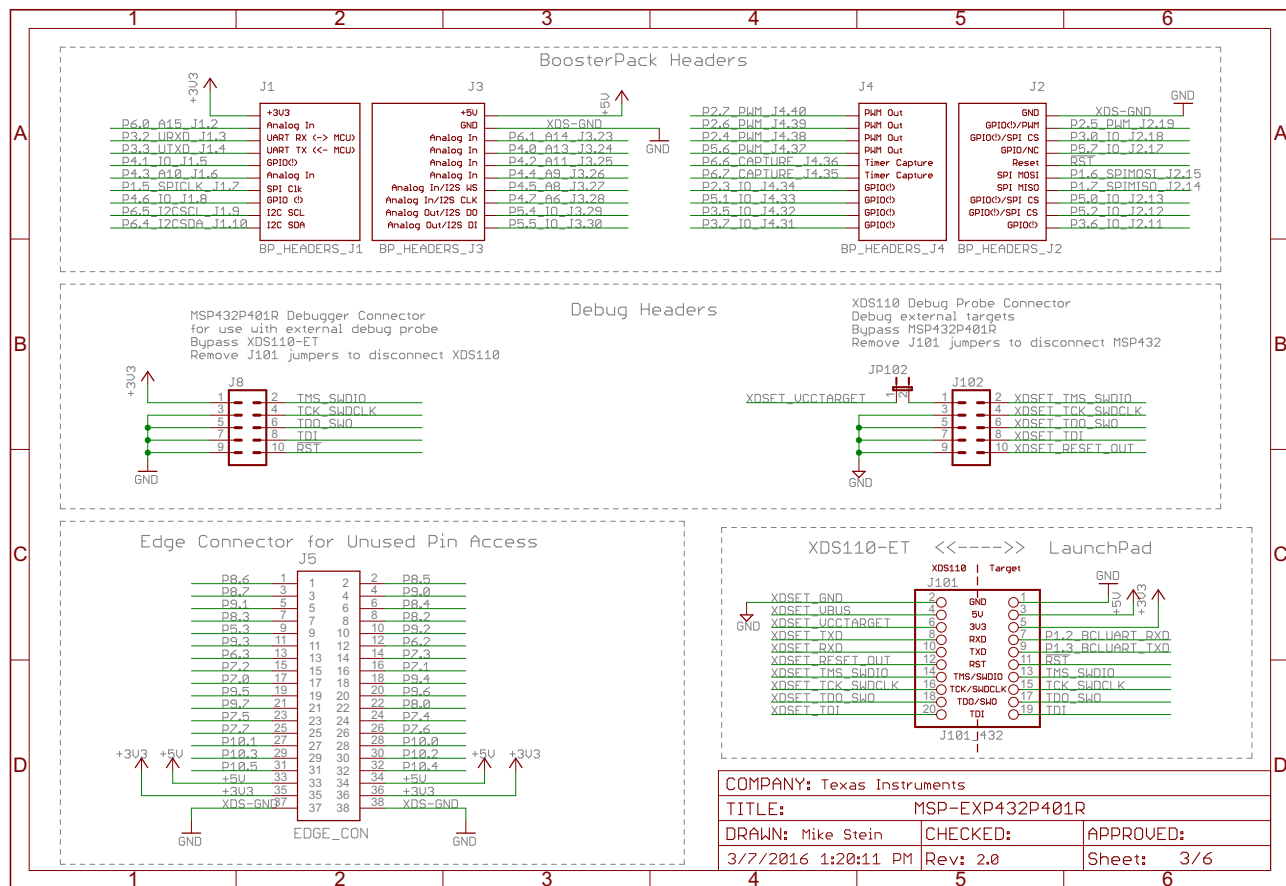 1 2 3 4 5 6
A A
BoosterPack Headers
+3V3
J1
+3V3
P6.0_A15_J1.2 Analog In
P3.2_URXD_J1.3 UART RX (-> MCU)
P3.3_UTXD_J1.4 UART TX (<- MCU)
P4.1_IO_J1.5 GPIO(!)
P4.3_A10_J1.6 Analog In
P1.5_SPICLK_J1.7 SPI Clk
P4.6_IO_J1.8 GPIO (!)
P6.5_I2CSCL_J1.9 I2C SCL
P6.4_I2CSDA_J1.10 I2C SDA
BP_HEADERS_J1
J3
+5V
+5V
GND XDS-GND
GND
Analog In P6.1_A14_J3.23
Analog In P4.0_A13_J3.24
Analog In P4.2_A11_J3.25
Analog In P4.4_A9_J3.26
Analog In/I2S WS P4.5_A8_J3.27
Analog In/I2S CLK P4.7_A6_J3.28
Analog Out/I2S DO P5.4_IO_J3.29
Analog Out/I2S DI P5.5_IO_J3.30
BP_HEADERS_J3
J4
P2.7_PWM_J4.40 PWM Out
P2.6_PWM_J4.39 PWM Out
P2.4_PWM_J4.38 PWM Out
P5.6_PWM_J4.37 PWM Out
P6.6_CAPTURE_J4.36 Timer Capture
P6.7_CAPTURE_J4.35 Timer Capture
P2.3_IO_J4.34 GPIO(!)
P5.1_IO_J4.33 GPIO(!)
P3.5_IO_J4.32 GPIO(!)
P3.7_IO_J4.31 GPIO(!)
BP_HEADERS_J4
J2
GND
GND XDS-GND
GPIO(!)/PWM P2.5_PWM_J2.19
GPIO(!)/SPI CS P3.0_IO_J2.18
GPIO/NC P5.7_IO_J2.17
Reset RST
SPI MOSI P1.6_SPIMOSI_J2.15
SPI MISO P1.7_SPIMISO_J2.14
GPIO(!)/SPI CS P5.0_IO_J2.13
GPIO(!)/SPI CS P5.2_IO_J2.12
GPIO(!) P3.6_IO_J2.11
BP_HEADERS_J2
B B
Debug Headers
MSP432P401R Debugger Connector
for use with external debug probe
Bypass XDS110-ET
Remove J101 jumpers to disconnect XDS110
+3V3
J8
1 2 TMS_SWDIO
3 4 TCK_SWDCLK
5 6 TDO_SWO
7 8 TDI
9 10 RST
GND
XDS110 Debug Probe Connector
Debug external targets
Bypass MSP432P401R
Remove J101 jumpers to disconnect MSP432
JP102
1 2
J102
XDSET_VCCTARGET 1 2 XDSET_TMS_SWDIO
3 4 XDSET_TCK_SWDCLK
5 6 XDSET_TDO_SWO
7 8 XDSET_TDI
9 10 XDSET_RESET_OUT
GND
C C
Edge Connector for Unused Pin Access
J5
P8.6 1 1 2 2 P8.5
P8.7 3 3 4 4 P9.0
P9.1 5 5 6 6 P8.4
P8.3 7 7 8 8 P8.2
P5.3 9 9 10 10 P9.2
P9.3 11 11 12 12 P6.2
P6.3 13 13 14 14 P7.3
P7.2 15 15 16 16 P7.1
P7.0 17 17 18 18 P9.4
P9.5 19 19 20 20 P9.6
P9.7 21 21 22 22 P8.0
P7.5 23 23 24 24 P7.4
P7.7 25 25 26 26 P7.6
P10.1 27 27 28 28 P10.0
P10.3 29 29 30 30 P10.2
P10.5 31 31 32 32 P10.4
+3V3 +5V +5V +3V3
+5V 33 33 34 34 +5V
+3V3 35 35 36 36 +3V3
XDS-GND 37 37 38 38 XDS-GND
GND GND
EDGE_CON
XDS110-ET <<---->> LaunchPad
XDS110 Target
J101
GND
+5V
+3V3
GND
XDSET_GND 2 GND 1
XDSET_VBUS 4 5V 3
XDSET_VCCTARGET 6 3V3 5
XDSET_TXD 8 RXD 7 P1.2_BCLUART_RXD
XDSET_RXD 10 TXD 9 P1.3_BCLUART_TXD
XDSET_RESET_OUT 12 RST 11 RST
XDSET_TMS_SWDIO 14 TMS/SWDIO 13 TMS_SWDIO
XDSET_TCK_SWDCLK 16 TCK/SWDCLK 15 TCK_SWDCLK
XDSET_TDO_SWO 18 TDO/SWO 17 TDO_SWO
XDSET_TDI 20 TDI 19 TDI
J101_432
D D
COMPANY: Texas Instruments
TITLE: MSP-EXP432P401R
DRAWN: Mike Stein CHECKED: APPROVED:
3/7/2016 1:20:11 PM Rev: 2.0 Sheet: 3/6
1 2 3 4 5 6